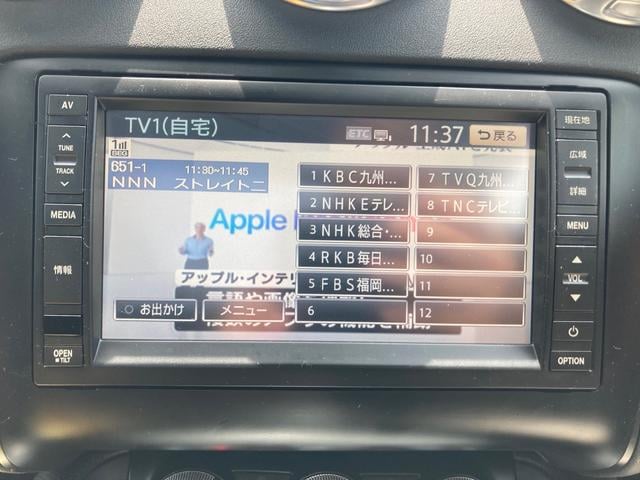 AV
TUNE
TRACK
MEDIA
情報
OPEN
TILT
TV1(自宅)
ETC
11:37
戻る
1
SEG
651-1 11:30~11:45
NNN ストレイトニ
1 KBC九州...
2 NHKEテレ...
3 NHK総合・...
4 RKB毎日...
5 FBS福岡...
6
7 TVQ九州...
8 TNCテレビ...
9
10
11
12
Apple
アップル・インテリ
お出かけ
メニュー
現在地
広域
詳細
MENU
VOL
OPTION